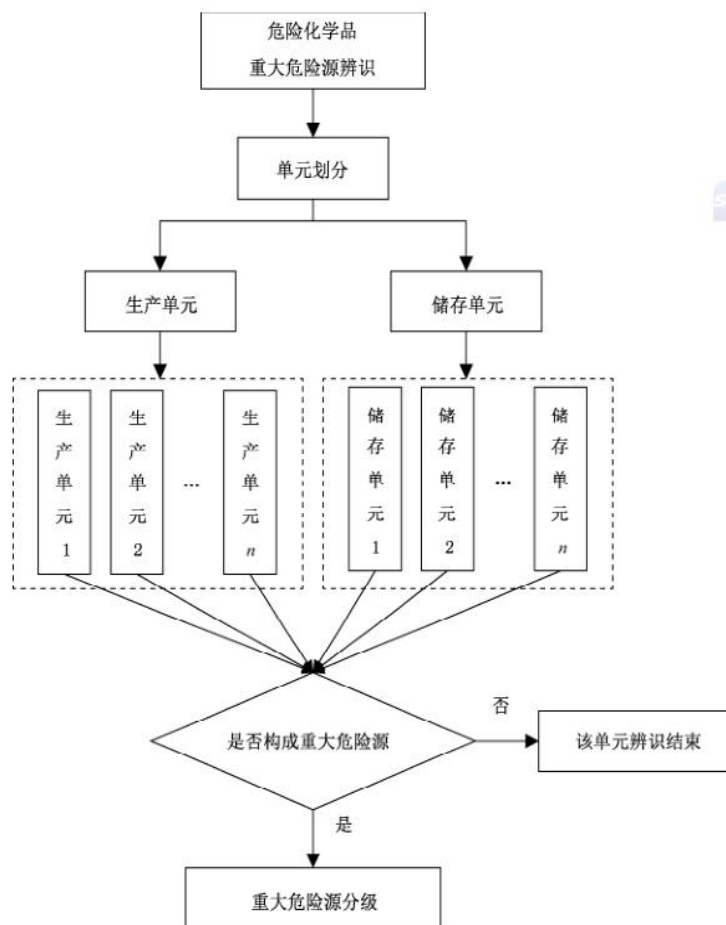 危险化学品
重大危险源辨识
单元划分
生产单元
储存单元
生产单元1
生产单元2
...
生产单元n
储存单元1
储存单元2
...
储存单元n
是否构成重大危险源
否
该单元辨识结束
是
重大危险源分级